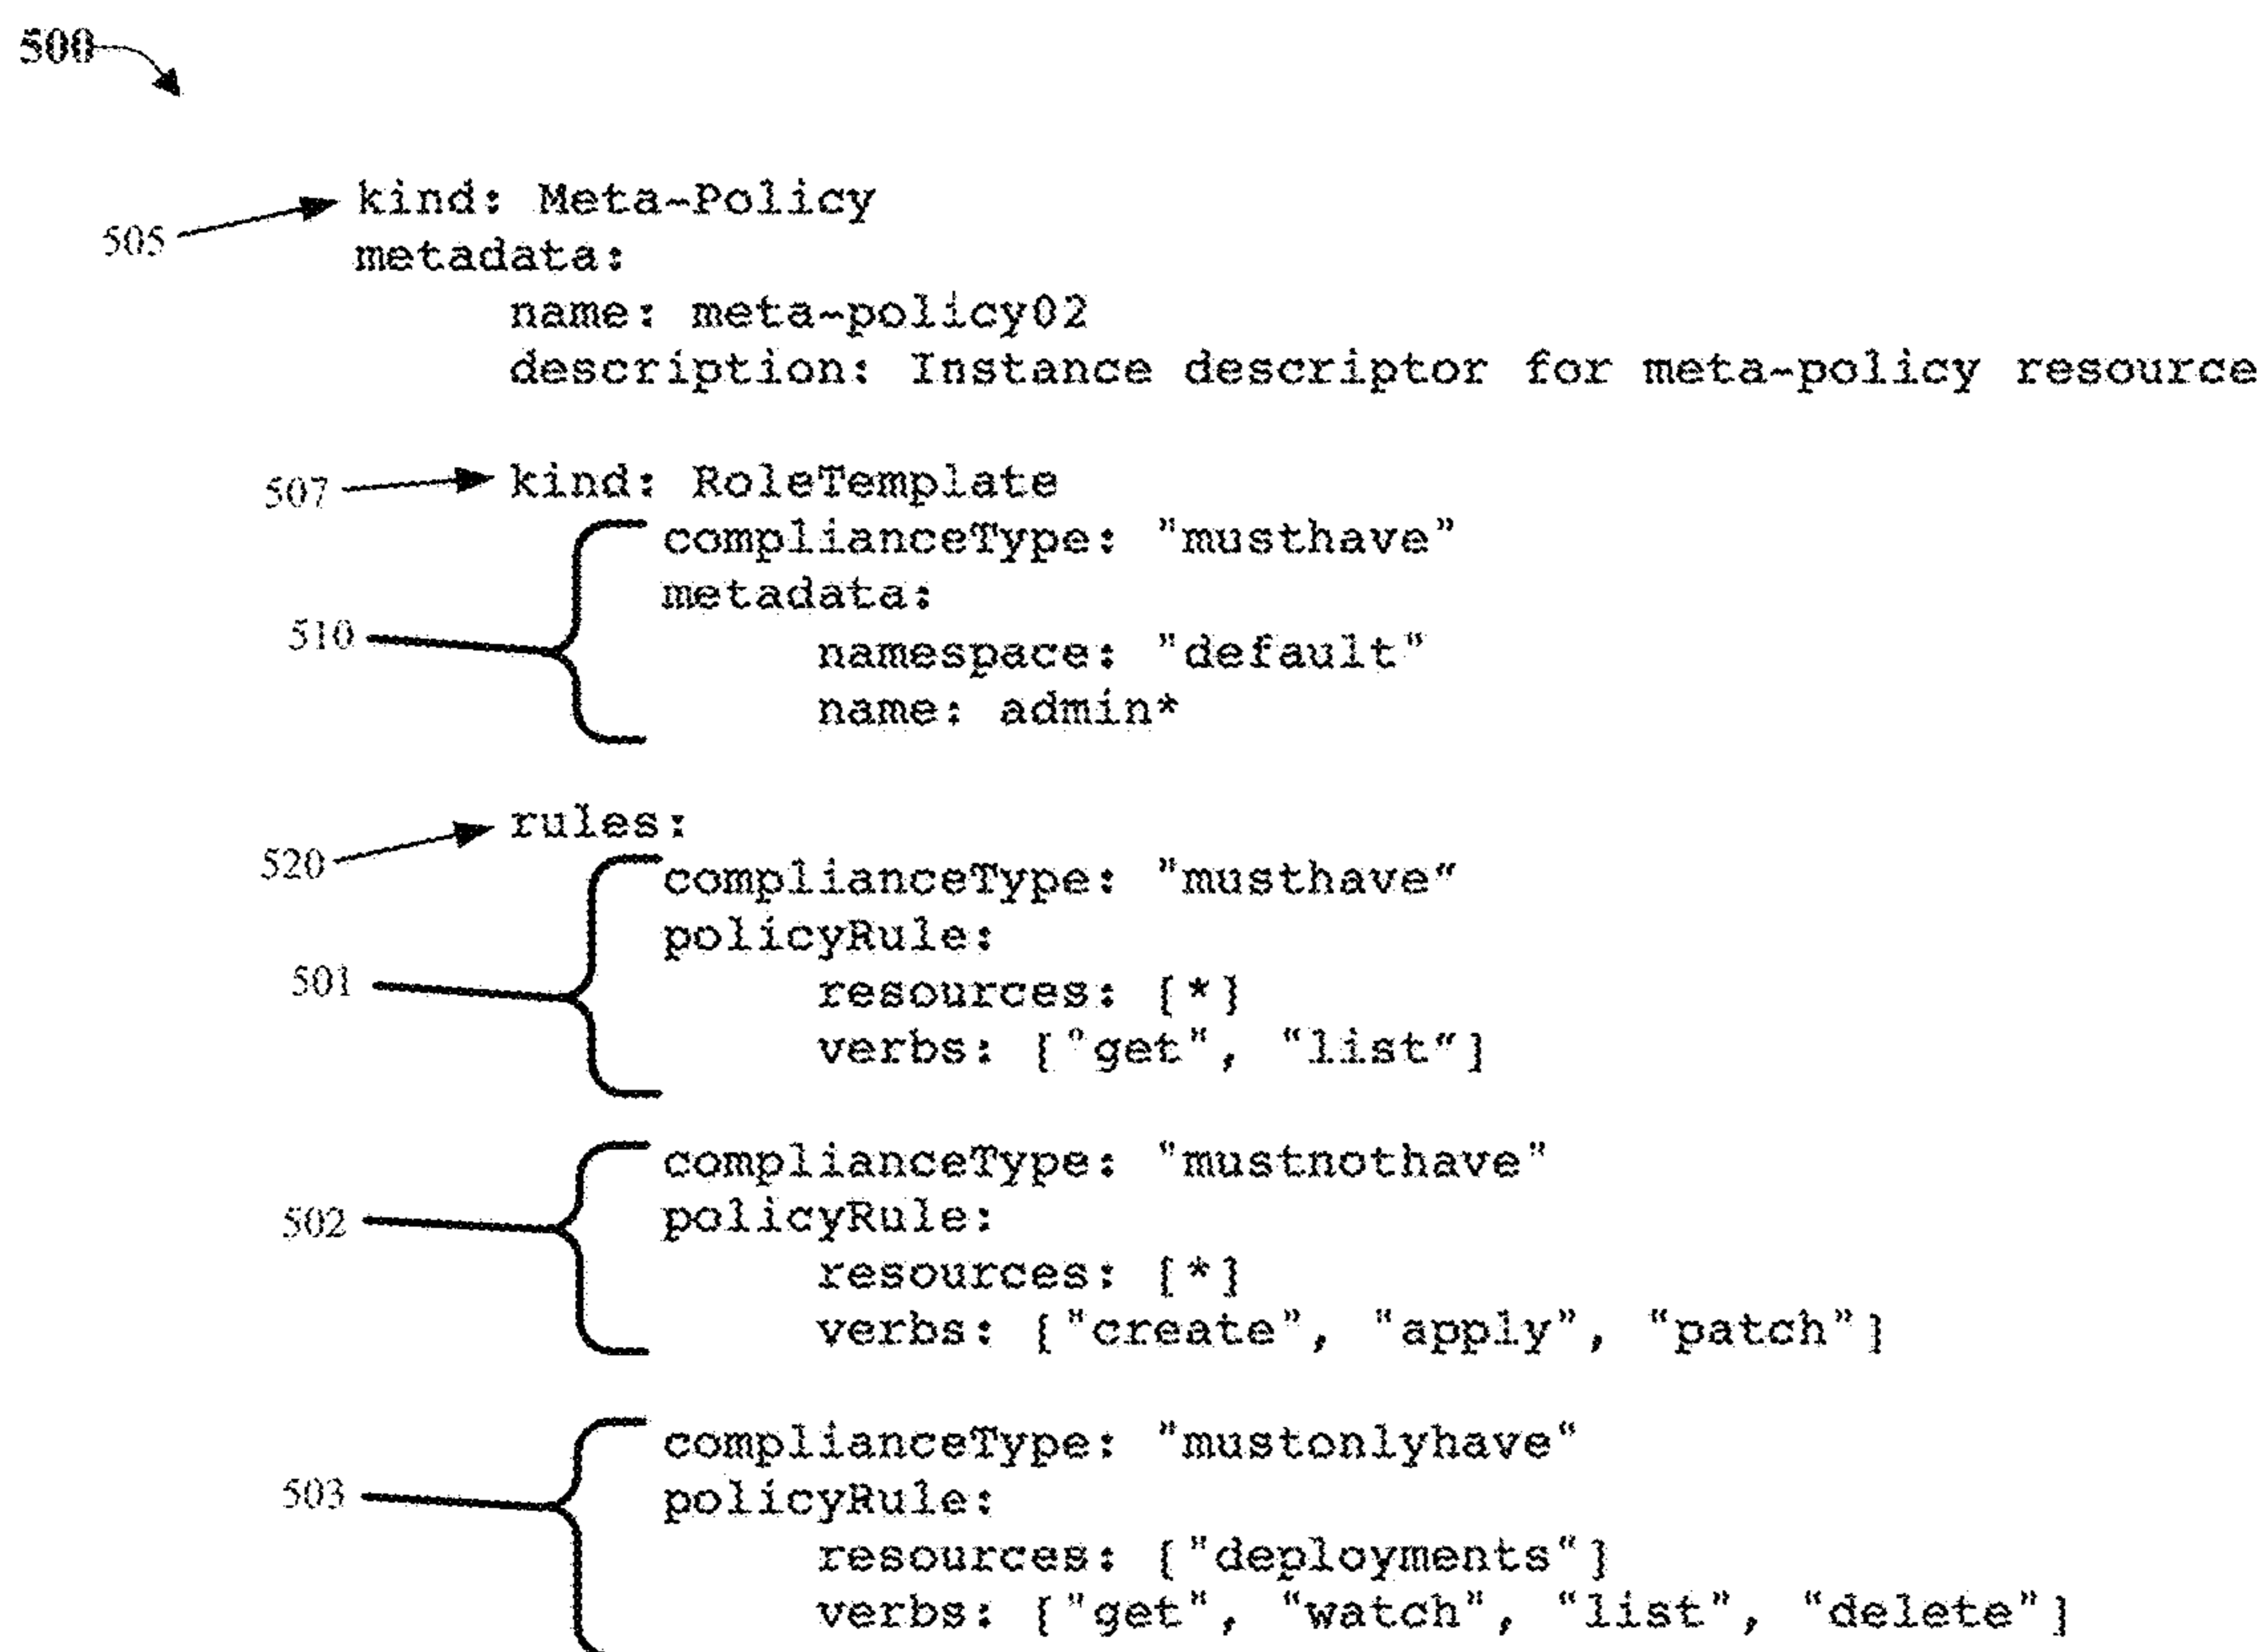 500
kind: Meta-Policy
505
metadata:
name: meta-policy02
description: Instance descriptor for meta-policy resource
507
kind: RoleTemplate
complianceType: "musthave"
metadata:
510
namespace: "default"
name: admin*
rules:
520
complianceType: "musthave"
policyRule:
501
resources: [*]
verbs: ["get", "list"]
complianceType: "mustnothave"
502
policyRule:
resources: [*]
verbs: ["create", "apply", "patch"]
complianceType: "mustonlyhave"
503
policyRule:
resources: ["deployments"]
verbs: ["get", "watch", "list", "delete"]